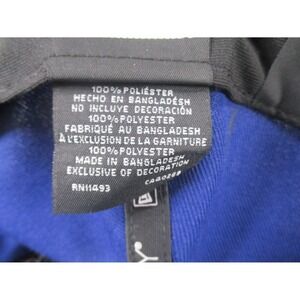 100% POLIÉSTER
HECHO EN BANGLADÉSH
NO INCLUYE DECORACIÓN
100% POLYESTER
FABRIQUÉ AU BANGLADESH
À L'EXCLUSION DE LA GARNITURE
100% POLYESTER
MADE IN BANGLADESH
EXCLUSIVE OF DECORATION
RN11493
Y